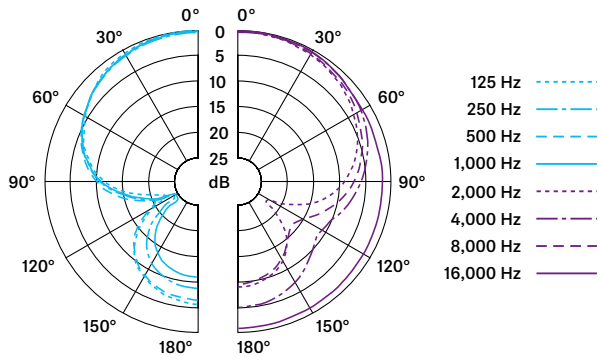 0° 0°
30° 0 30°
5
60° 10 60°
15
20
25
90° dB 90°
120° 120°
150° 150°
180° 180°
125 Hz
250 Hz
500 Hz
1,000 Hz
2,000 Hz
4,000 Hz
8,000 Hz
16,000 Hz